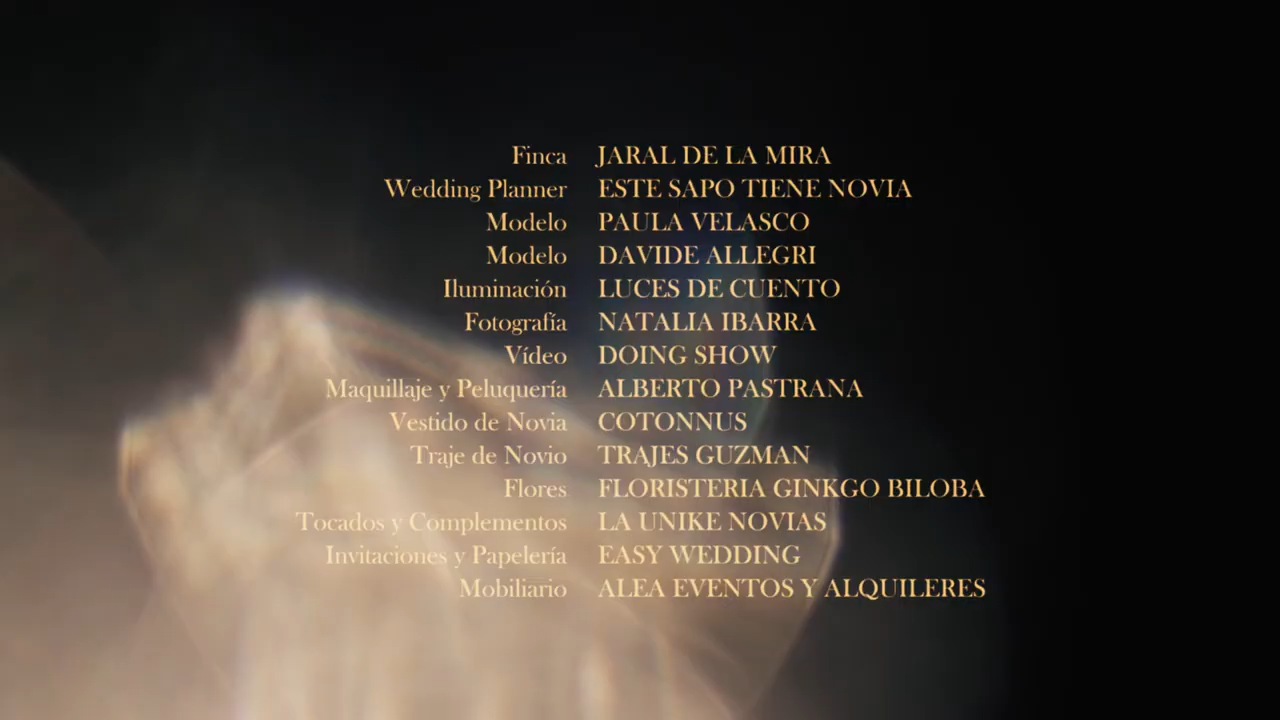 Finca JARAL DE LA MIRA
Wedding Planner ESTE SAPO TIENE NOVIA
Modelo PAULA VELASCO
Modelo DAVIDE ALLEGRI
Iluminación LUCES DE CUENTO
Fotografía NATALIA IBARRA
Vídeo DOING SHOW
Maquillaje y Peluquería ALBERTO PASTRANA
Vestido de Novia COTONNUS
Traje de Novio TRAJES GUZMAN
Flores FLORISTERIA GINKGO BILOBA
Tocados y Complementos LA UNIKE NOVIAS
Invitaciones y Papelería EASY WEDDING
Mobiliario ALEA EVENTOS Y ALQUILERES